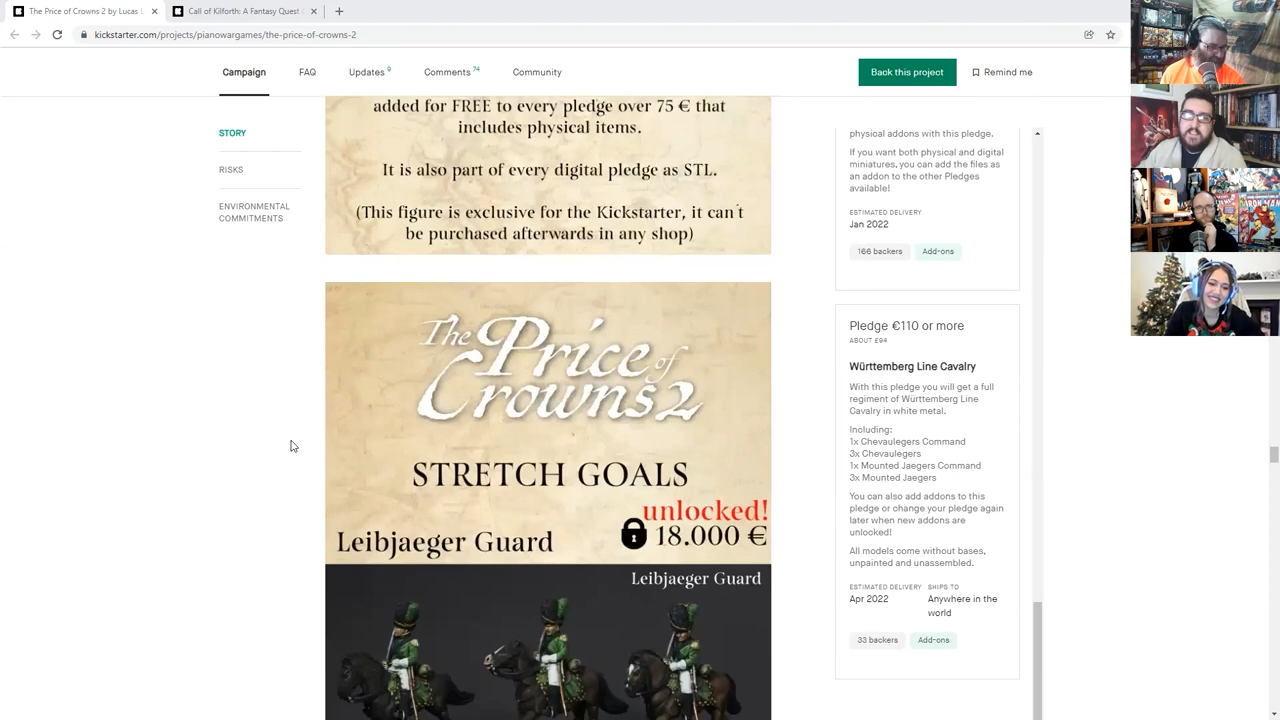 The Price of Crowns 2 by Lucas L
Call of Kilforth: A Fantasy Quest
kickstarter.com/projects/pianowargames/the-price-of-crowns-2
Campaign
FAQ
Updates 9
Comments 74
Community
Back this project
Remind me
STORY
RISKS
ENVIRONMENTAL
COMMITMENTS
added for FREE to every pledge over 75 € that
includes physical items.
It is also part of every digital pledge as STL.
(This figure is exclusive for the Kickstarter, it can't
be purchased afterwards in any shop)
The Price of
Crowns 2
STRETCH GOALS
unlocked!
Leibjaeger Guard
18.000 €
Leibjaeger Guard
physical addons with this pledge.
If you want both physical and digital
miniatures, you can add the files as
an addon to the other Pledges
available!
ESTIMATED DELIVERY
Jan 2022
166 backers
Add-ons
Pledge €110 or more
ABOUT £94
Württemberg Line Cavalry
With this pledge you will get a full
regiment of Württemberg Line
Cavalry in white metal.
Including:
1x Chevaulegers Command
3x Chevaulegers
1x Mounted Jaegers Command
3x Mounted Jaegers
You can also add addons to this
pledge or change your pledge again
later when new addons are
unlocked!
All models come without bases,
unpainted and unassembled.
ESTIMATED DELIVERY
SHIPS TO
Apr 2022
Anywhere in the
world
33 backers
Add-ons
IRON MAN